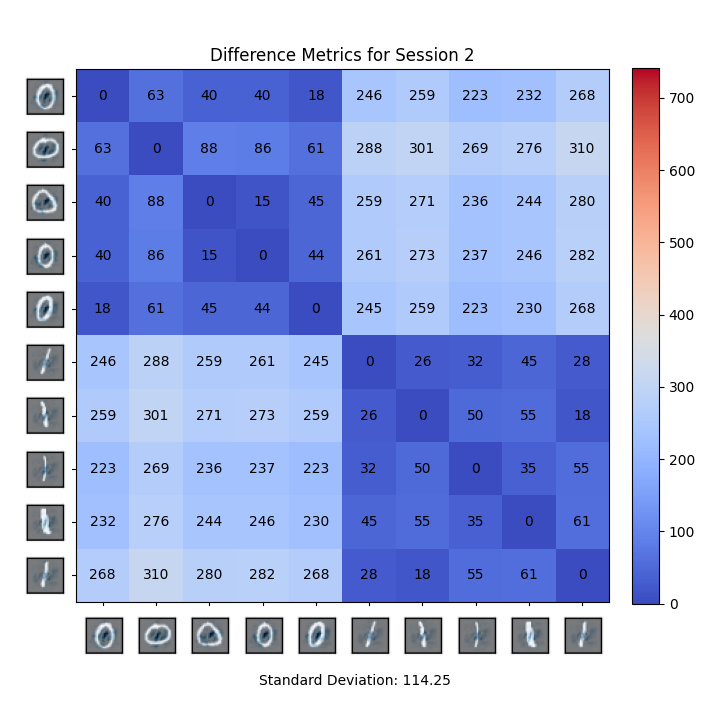 Difference Metrics for Session 2
0 63 40 40 18 246 259 223 232 268
63 0 88 86 61 288 301 269 276 310
40 88 0 15 45 259 271 236 244 280
40 86 15 0 44 261 273 237 246 282
18 61 45 44 0 245 259 223 230 268
246 288 259 261 245 0 26 32 45 28
259 301 271 273 259 26 0 50 55 18
223 269 236 237 223 32 50 0 35 55
232 276 244 246 230 45 55 35 0 61
268 310 280 282 268 28 18 55 61 0
700
600
500
400
300
200
100
0
Standard Deviation: 114.25